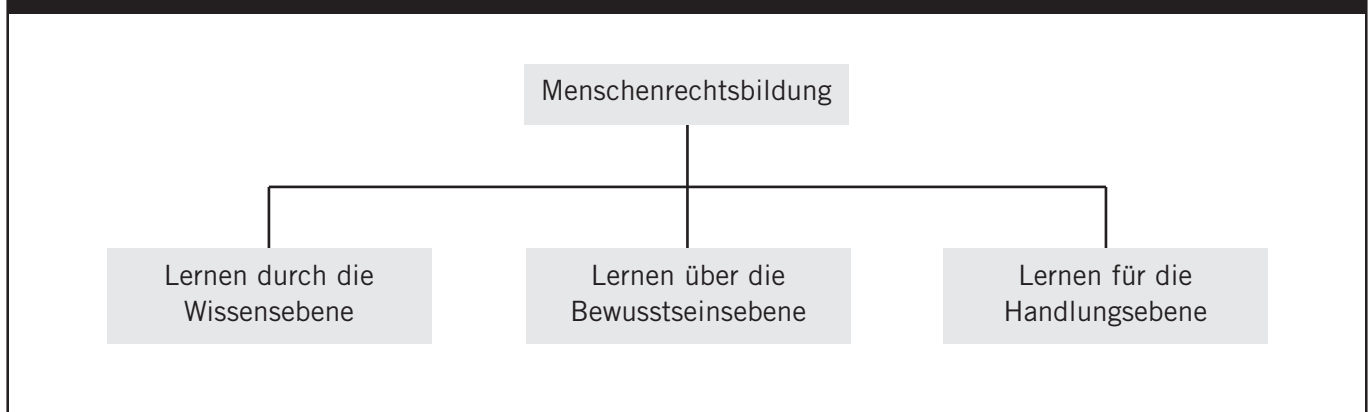 Menschenrechtsbildung
Lernen durch die
Wissensebene
Lernen über die
Bewusstseinsebene
Lernen für die
Handlungsebene